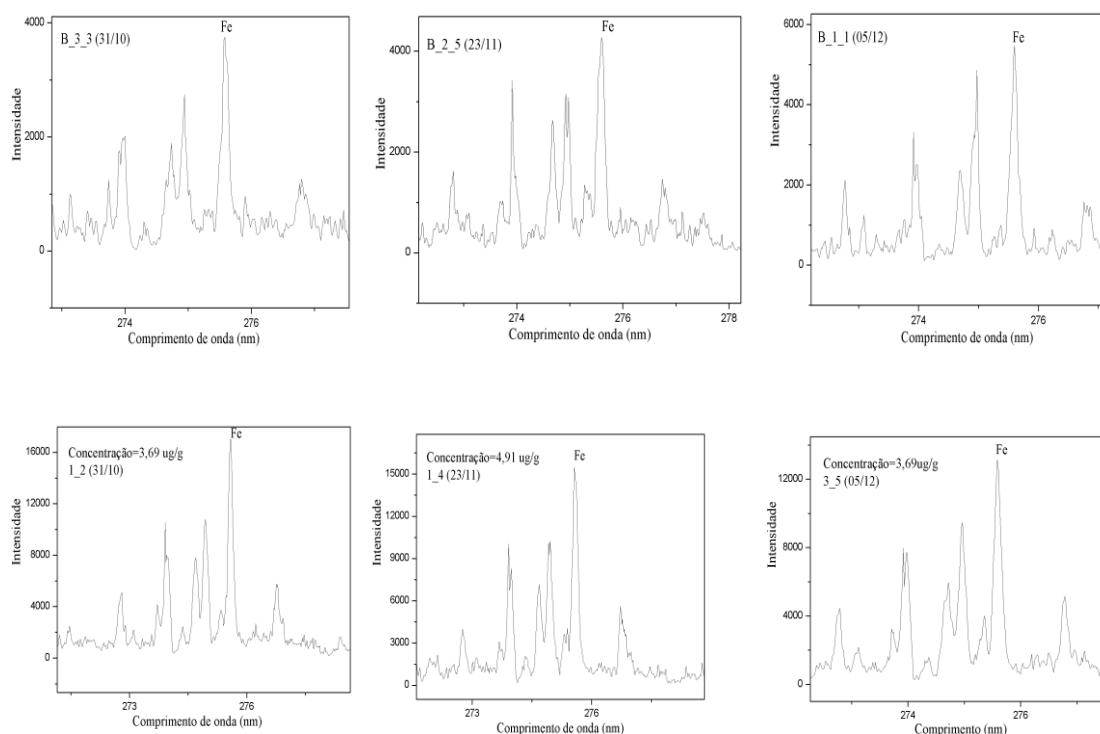 Fe
B_3_3 (31/10)
4000
2000
0
Intensidade
274
276
Comprimento de onda (nm)
Fe
B_2_5 (23/11)
4000
2000
0
Intensidade
274
276
278
Comprimento de onda (nm)
Fe
B_1_1 (05/12)
6000
4000
2000
0
Intensidade
274
276
Comprimento de onda (nm)
Fe
Concentração=3,69 ug/g
1_2 (31/10)
16000
12000
8000
4000
0
Intensidade
273
276
Comprimento de onda (nm)
Fe
Concentração=4,91 ug/g
1_4 (23/11)
15000
12000
9000
6000
3000
0
Intensidade
273
276
Comprimento de onda (nm)
Fe
Concentração=3,69ug/g
3_5 (05/12)
12000
8000
4000
0
Intensidade
274
276
Comprimento (nm)